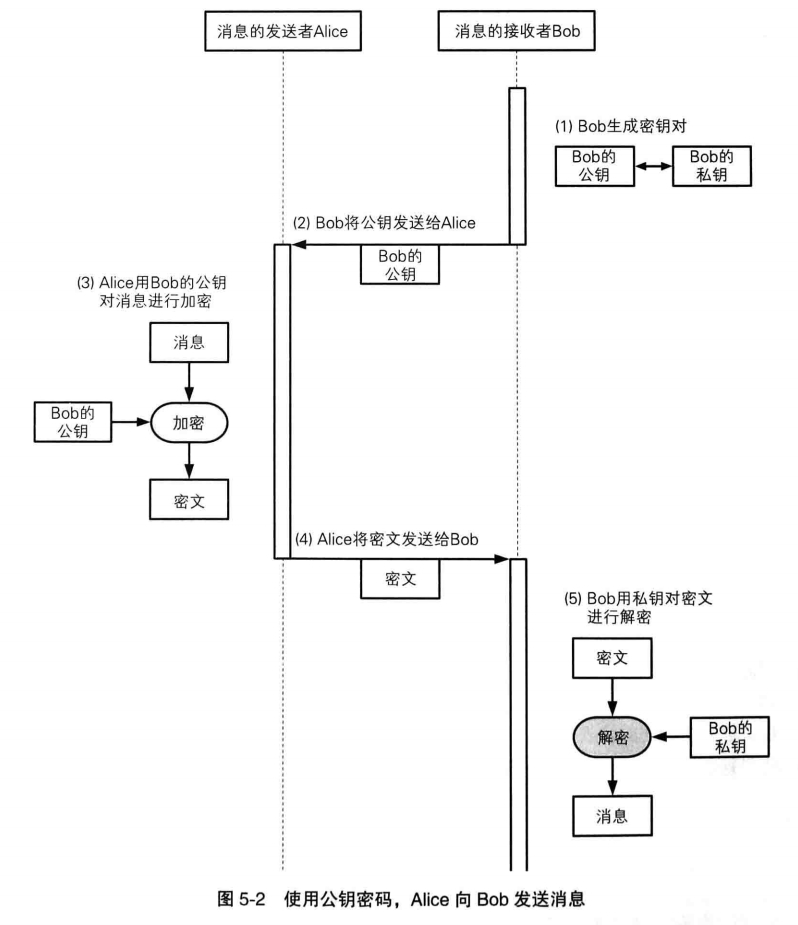 消息的发送者Alice
消息的接收者Bob
(1) Bob生成密钥对
Bob的
公钥
Bob的
私钥
(2) Bob将公钥发送给Alice
Bob的
公钥
(3) Alice用Bob的公钥
对消息进行加密
消息
Bob的
公钥
加密
密文
(4) Alice将密文发送给Bob
密文
(5) Bob用私钥对密文
进行解密
密文
解密
Bob的
私钥
消息
图 5-2 使用公钥密码，Alice 向 Bob 发送消息